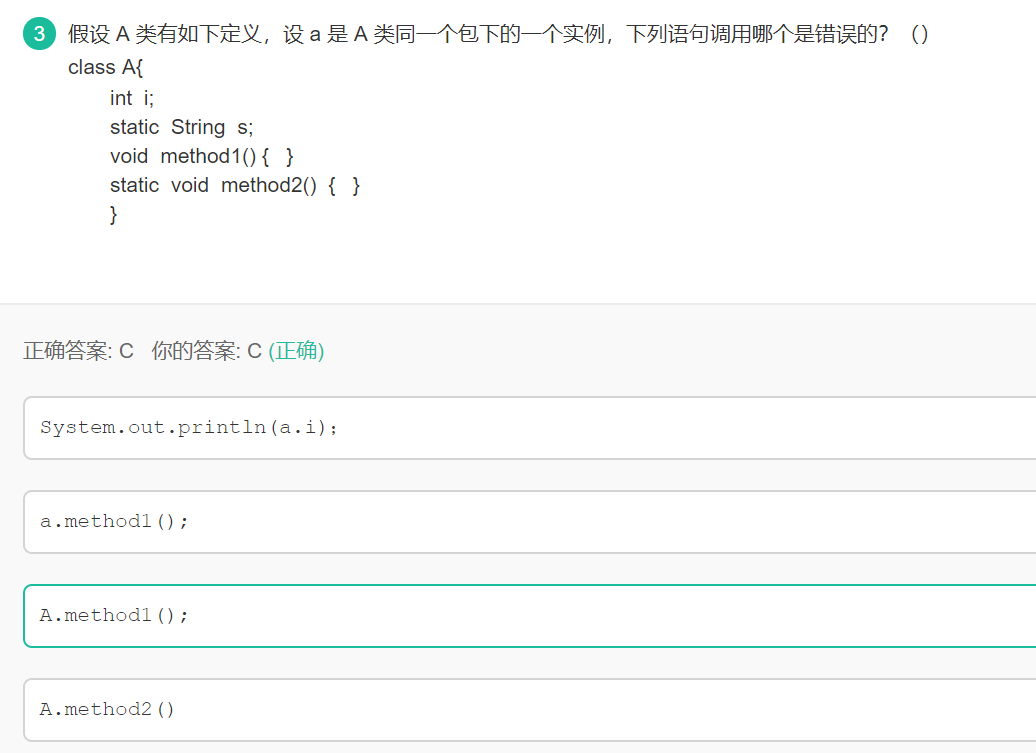 3 假设 A 类有如下定义，设 a 是 A 类同一个包下的一个实例，下列语句调用哪个是错误的？ （）
class A{
int i;
static String s;
void method1() { }
static void method2() { }
}
正确答案: C 你的答案: C (正确)
System.out.println(a.i);
a.method1();
A.method1();
A.method2()